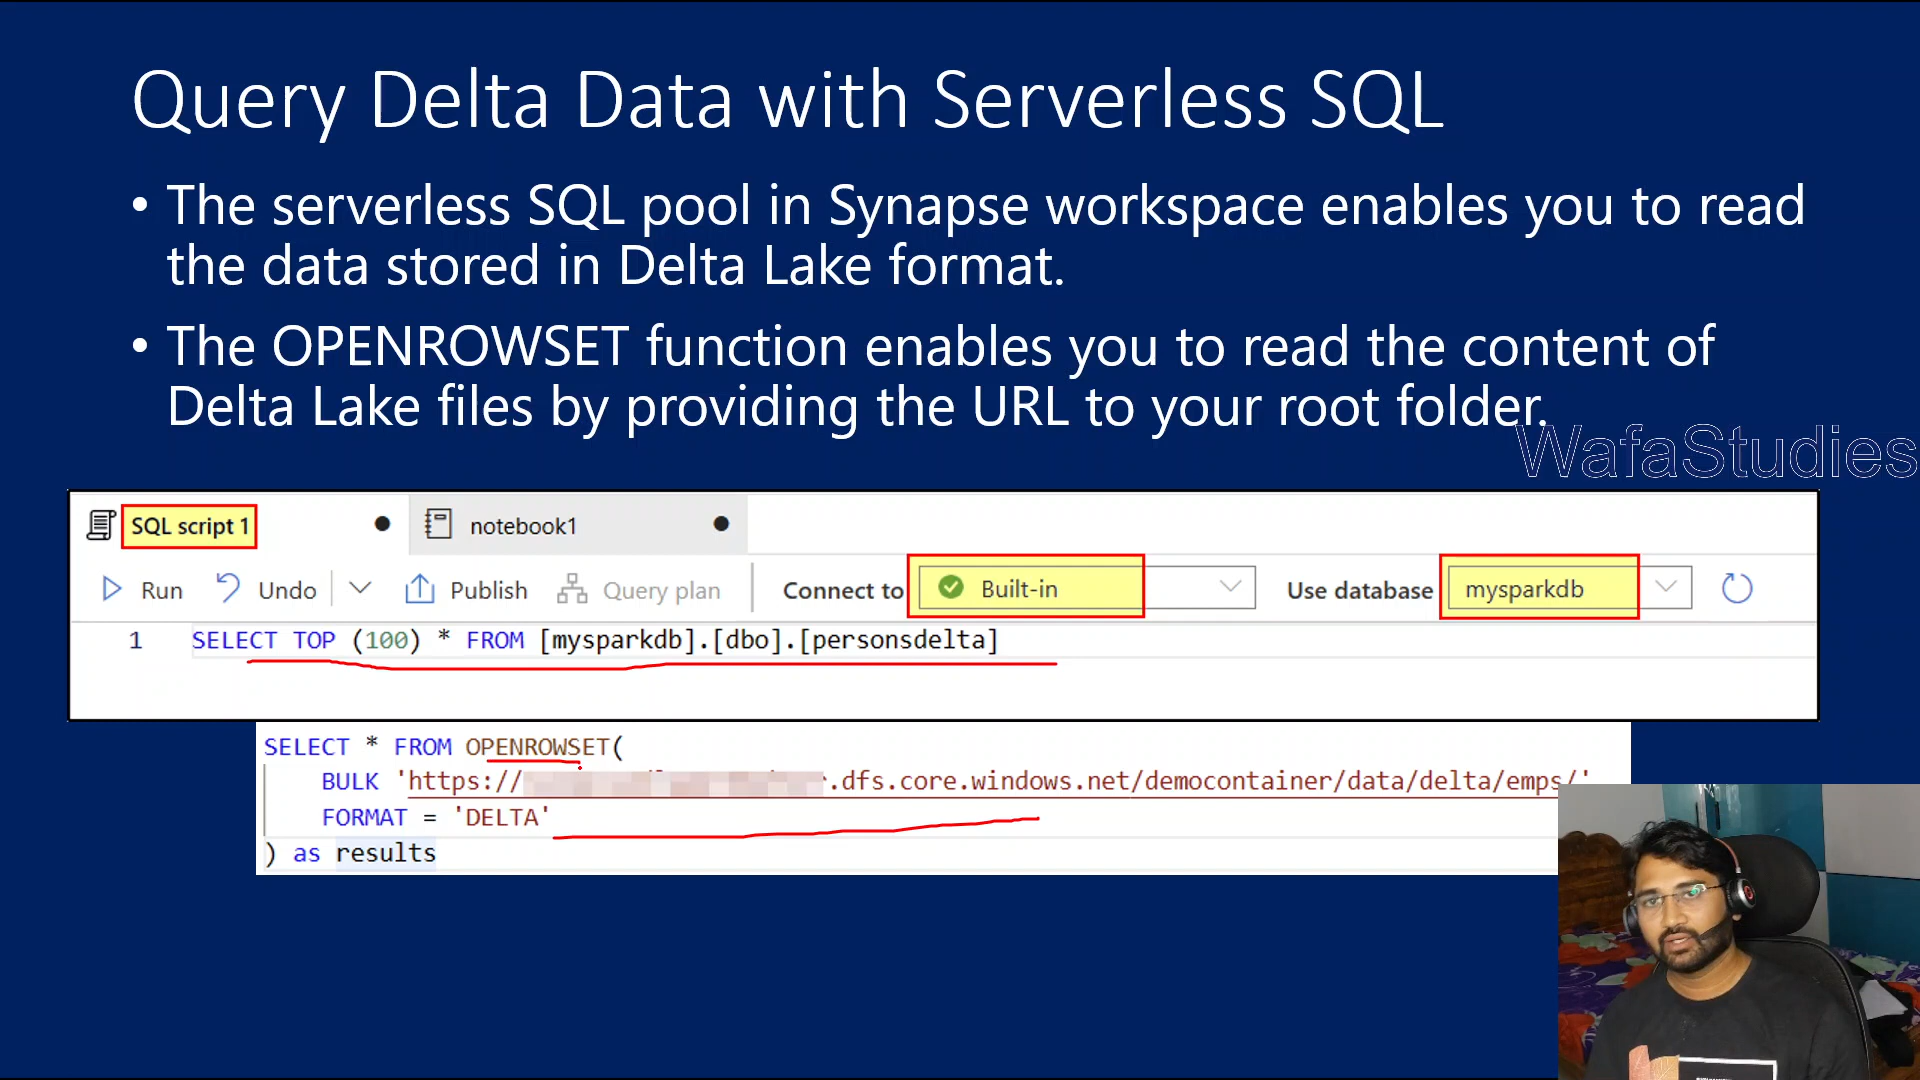 Query Delta Data with Serverless SQL
• The serverless SQL pool in Synapse workspace enables you to read
the data stored in Delta Lake format.
• The OPENROWSET function enables you to read the content of
Delta Lake files by providing the URL to your root folder.
WafaStudies
SQL script 1
notebook1
Run
Undo
Publish
Query plan
Connect to
Built-in
Use database
mysparkdb
1
SELECT TOP (100) * FROM [mysparkdb].[dbo].[personsdelta]
SELECT * FROM OPENROWSET(
BULK 'https:// .dfs.core.windows.net/democontainer/data/delta/emps/'
FORMAT = 'DELTA'
) as results